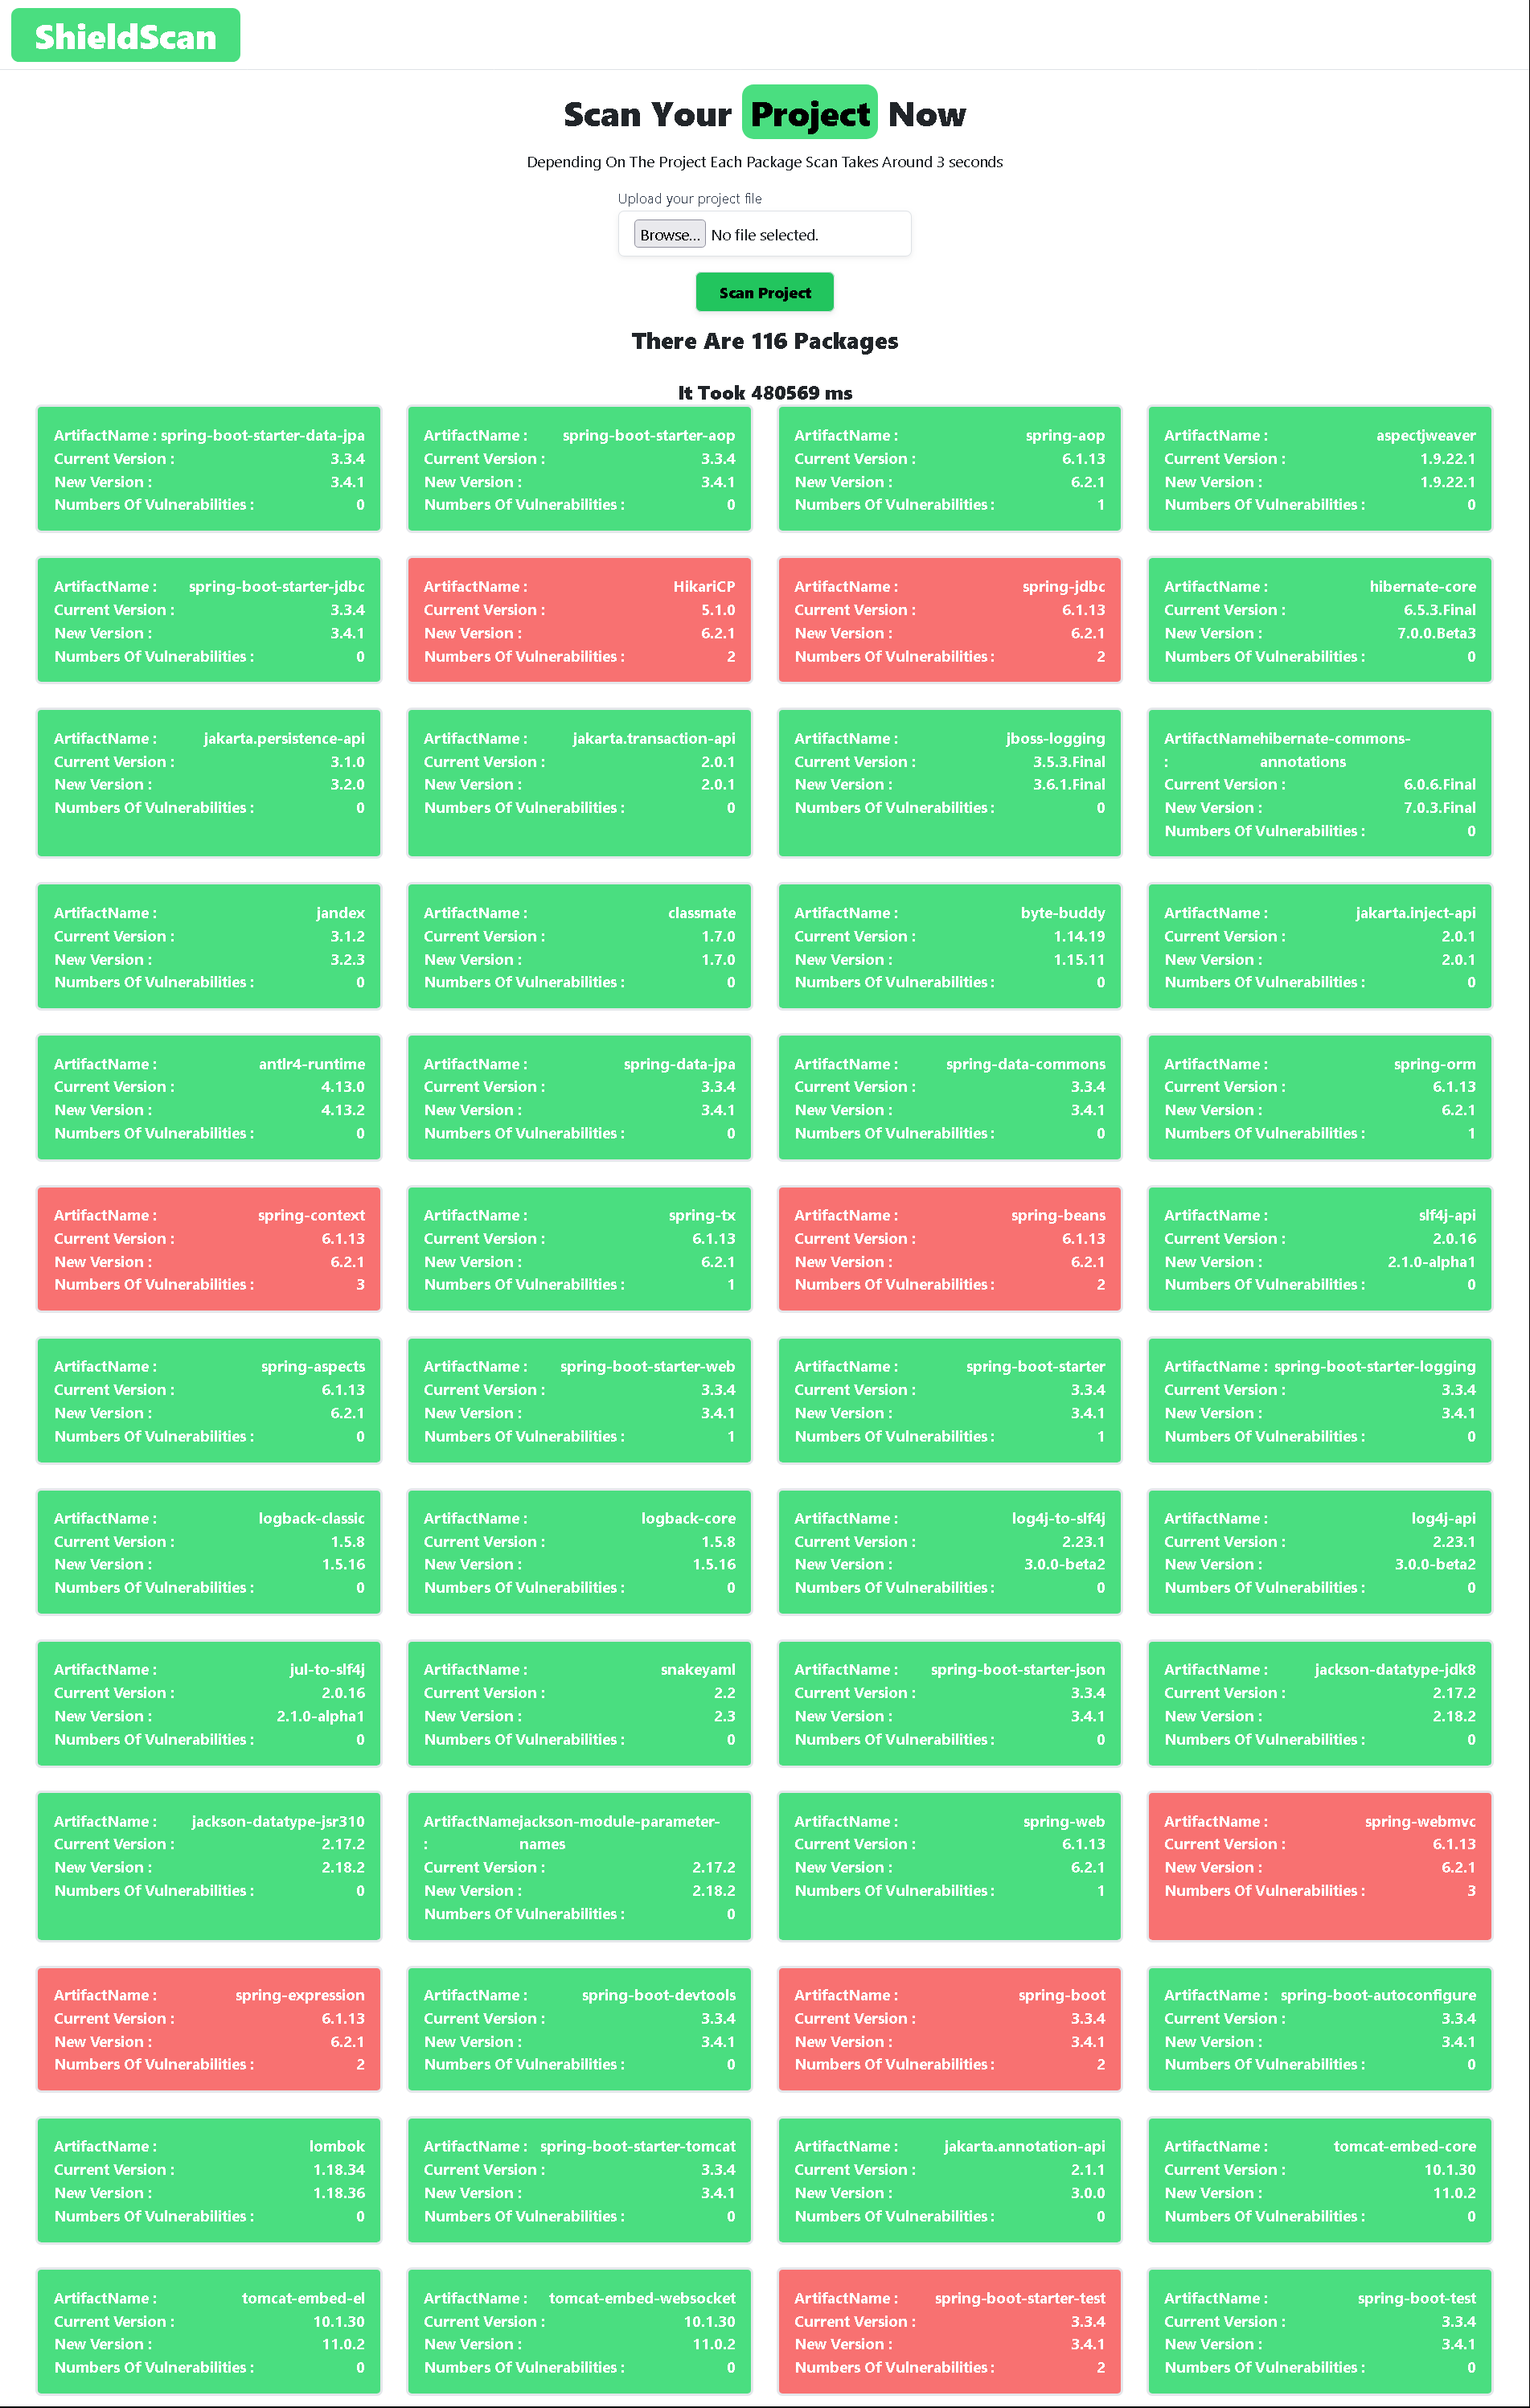 ShieldScan
Scan Your Project Now
Depending On The Project Each Package Scan Takes Around 3 seconds
Upload your project file
Browse... No file selected.
Scan Project
There Are 116 Packages
It Took 480569 ms
ArtifactName : spring-boot-starter-data-jpa
Current Version : 3.3.4
New Version : 3.4.1
Numbers Of Vulnerabilities : 0
ArtifactName : spring-boot-starter-aop
Current Version : 3.3.4
New Version : 3.4.1
Numbers Of Vulnerabilities : 0
ArtifactName : spring-aop
Current Version : 6.1.13
New Version : 6.2.1
Numbers Of Vulnerabilities : 1
ArtifactName : aspectjweaver
Current Version : 1.9.22.1
New Version : 1.9.22.1
Numbers Of Vulnerabilities : 0
ArtifactName : spring-boot-starter-jdbc
Current Version : 3.3.4
New Version : 3.4.1
Numbers Of Vulnerabilities : 0
ArtifactName : HikariCP
Current Version : 5.1.0
New Version : 6.2.1
Numbers Of Vulnerabilities : 2
ArtifactName : spring-jdbc
Current Version : 6.1.13
New Version : 6.2.1
Numbers Of Vulnerabilities : 2
ArtifactName : hibernate-core
Current Version : 6.5.3.Final
New Version : 7.0.0.Beta3
Numbers Of Vulnerabilities : 0
ArtifactName : jakarta.persistence-api
Current Version : 3.1.0
New Version : 3.2.0
Numbers Of Vulnerabilities : 0
ArtifactName : jakarta.transaction-api
Current Version : 2.0.1
New Version : 2.0.1
Numbers Of Vulnerabilities : 0
ArtifactName : jboss-logging
Current Version : 3.5.3.Final
New Version : 3.6.1.Final
Numbers Of Vulnerabilities : 0
ArtifactNamehibernate-commons-
: annotations
Current Version : 6.0.6.Final
New Version : 7.0.3.Final
Numbers Of Vulnerabilities : 0
ArtifactName : jandex
Current Version : 3.1.2
New Version : 3.2.3
Numbers Of Vulnerabilities : 0
ArtifactName : classmate
Current Version : 1.7.0
New Version : 1.7.0
Numbers Of Vulnerabilities : 0
ArtifactName : byte-buddy
Current Version : 1.14.19
New Version : 1.15.11
Numbers Of Vulnerabilities : 0
ArtifactName : jakarta.inject-api
Current Version : 2.0.1
New Version : 2.0.1
Numbers Of Vulnerabilities : 0
ArtifactName : antlr4-runtime
Current Version : 4.13.0
New Version : 4.13.2
Numbers Of Vulnerabilities : 0
ArtifactName : spring-data-jpa
Current Version : 3.3.4
New Version : 3.4.1
Numbers Of Vulnerabilities : 0
ArtifactName : spring-data-commons
Current Version : 3.3.4
New Version : 3.4.1
Numbers Of Vulnerabilities : 0
ArtifactName : spring-orm
Current Version : 6.1.13
New Version : 6.2.1
Numbers Of Vulnerabilities : 1
ArtifactName : spring-context
Current Version : 6.1.13
New Version : 6.2.1
Numbers Of Vulnerabilities : 3
ArtifactName : spring-tx
Current Version : 6.1.13
New Version : 6.2.1
Numbers Of Vulnerabilities : 1
ArtifactName : spring-beans
Current Version : 6.1.13
New Version : 6.2.1
Numbers Of Vulnerabilities : 2
ArtifactName : slf4j-api
Current Version : 2.0.16
New Version : 2.1.0-alpha1
Numbers Of Vulnerabilities : 0
ArtifactName : spring-aspects
Current Version : 6.1.13
New Version : 6.2.1
Numbers Of Vulnerabilities : 0
ArtifactName : spring-boot-starter-web
Current Version : 3.3.4
New Version : 3.4.1
Numbers Of Vulnerabilities : 1
ArtifactName : spring-boot-starter
Current Version : 3.3.4
New Version : 3.4.1
Numbers Of Vulnerabilities : 1
ArtifactName : spring-boot-starter-logging
Current Version : 3.3.4
New Version : 3.4.1
Numbers Of Vulnerabilities : 0
ArtifactName : logback-classic
Current Version : 1.5.8
New Version : 1.5.16
Numbers Of Vulnerabilities : 0
ArtifactName : logback-core
Current Version : 1.5.8
New Version : 1.5.16
Numbers Of Vulnerabilities : 0
ArtifactName : log4j-to-slf4j
Current Version : 2.23.1
New Version : 3.0.0-beta2
Numbers Of Vulnerabilities : 0
ArtifactName : log4j-api
Current Version : 2.23.1
New Version : 3.0.0-beta2
Numbers Of Vulnerabilities : 0
ArtifactName : jul-to-slf4j
Current Version : 2.0.16
New Version : 2.1.0-alpha1
Numbers Of Vulnerabilities : 0
ArtifactName : snakeyaml
Current Version : 2.2
New Version : 2.3
Numbers Of Vulnerabilities : 0
ArtifactName : spring-boot-starter-json
Current Version : 3.3.4
New Version : 3.4.1
Numbers Of Vulnerabilities : 0
ArtifactName : jackson-datatype-jdk8
Current Version : 2.17.2
New Version : 2.18.2
Numbers Of Vulnerabilities : 0
ArtifactName : jackson-datatype-jsr310
Current Version : 2.17.2
New Version : 2.18.2
Numbers Of Vulnerabilities : 0
ArtifactNamejackson-module-parameter-
: names
Current Version : 2.17.2
New Version : 2.18.2
Numbers Of Vulnerabilities : 0
ArtifactName : spring-web
Current Version : 6.1.13
New Version : 6.2.1
Numbers Of Vulnerabilities : 1
ArtifactName : spring-webmvc
Current Version : 6.1.13
New Version : 6.2.1
Numbers Of Vulnerabilities : 3
ArtifactName : spring-expression
Current Version : 6.1.13
New Version : 6.2.1
Numbers Of Vulnerabilities : 2
ArtifactName : spring-boot-devtools
Current Version : 3.3.4
New Version : 3.4.1
Numbers Of Vulnerabilities : 0
ArtifactName : spring-boot
Current Version : 3.3.4
New Version : 3.4.1
Numbers Of Vulnerabilities : 2
ArtifactName : spring-boot-autoconfigure
Current Version : 3.3.4
New Version : 3.4.1
Numbers Of Vulnerabilities : 0
ArtifactName : lombok
Current Version : 1.18.34
New Version : 1.18.36
Numbers Of Vulnerabilities : 0
ArtifactName : spring-boot-starter-tomcat
Current Version : 3.3.4
New Version : 3.4.1
Numbers Of Vulnerabilities : 0
ArtifactName : jakarta.annotation-api
Current Version : 2.1.1
New Version : 3.0.0
Numbers Of Vulnerabilities : 0
ArtifactName : tomcat-embed-core
Current Version : 10.1.30
New Version : 11.0.2
Numbers Of Vulnerabilities : 0
ArtifactName : tomcat-embed-el
Current Version : 10.1.30
New Version : 11.0.2
Numbers Of Vulnerabilities : 0
ArtifactName : tomcat-embed-websocket
Current Version : 10.1.30
New Version : 11.0.2
Numbers Of Vulnerabilities : 0
ArtifactName : spring-boot-starter-test
Current Version : 3.3.4
New Version : 3.4.1
Numbers Of Vulnerabilities : 2
ArtifactName : spring-boot-test
Current Version : 3.3.4
New Version : 3.4.1
Numbers Of Vulnerabilities : 0